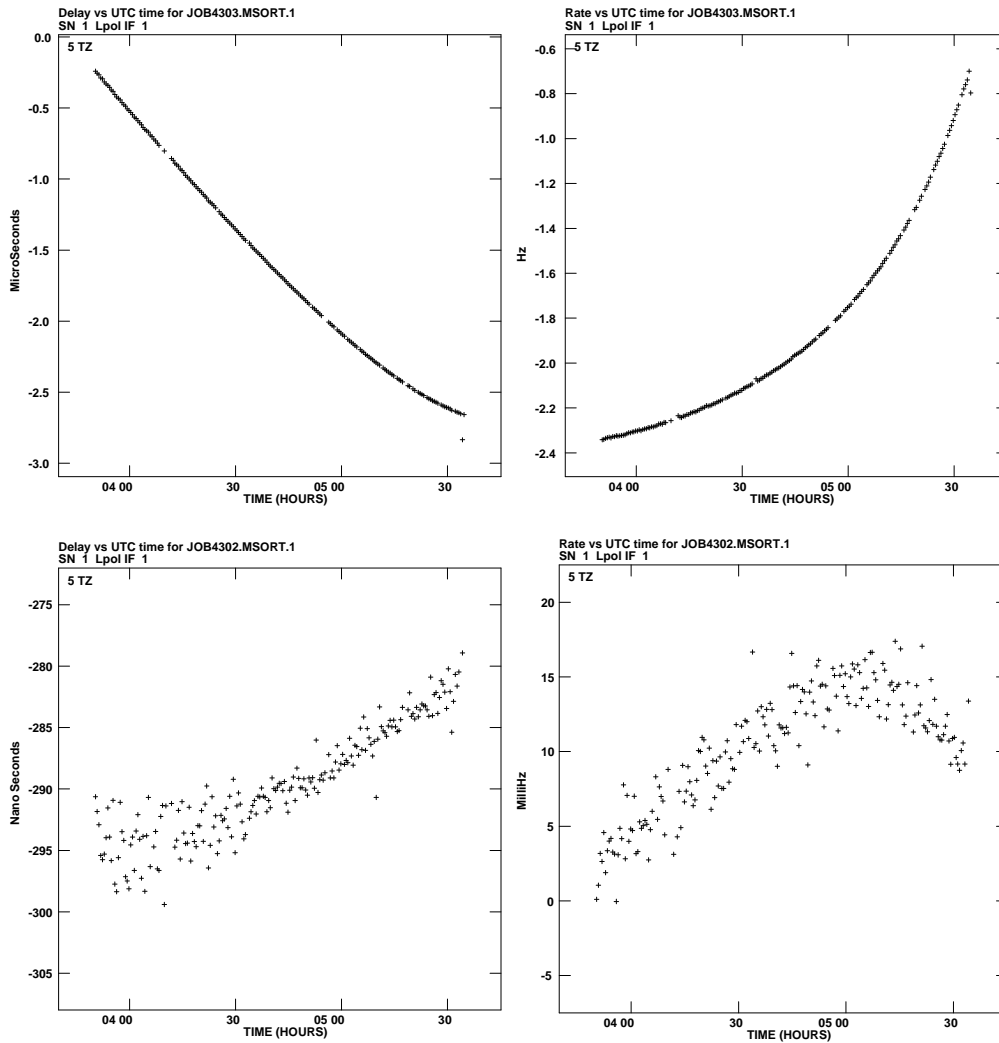 Delay vs UTC time for JOB4303.MSORT.1
SN 1 Lpol IF 1
5 TZ
0.0
-0.5
-1.0
-1.5
-2.0
-2.5
-3.0
MicroSeconds
04 00
30
05 00
30
TIME (HOURS)
Rate vs UTC time for JOB4303.MSORT.1
SN 1 Lpol IF 1
5 TZ
-0.6
-0.8
-1.0
-1.2
-1.4
-1.6
-1.8
-2.0
-2.2
-2.4
Hz
04 00
30
05 00
30
TIME (HOURS)
Delay vs UTC time for JOB4302.MSORT.1
SN 1 Lpol IF 1
5 TZ
-275
-280
-285
-290
-295
-300
-305
Nano Seconds
04 00
30
05 00
30
TIME (HOURS)
Rate vs UTC time for JOB4302.MSORT.1
SN 1 Lpol IF 1
5 TZ
20
15
10
5
0
-5
MilliHz
04 00
30
05 00
30
TIME (HOURS)